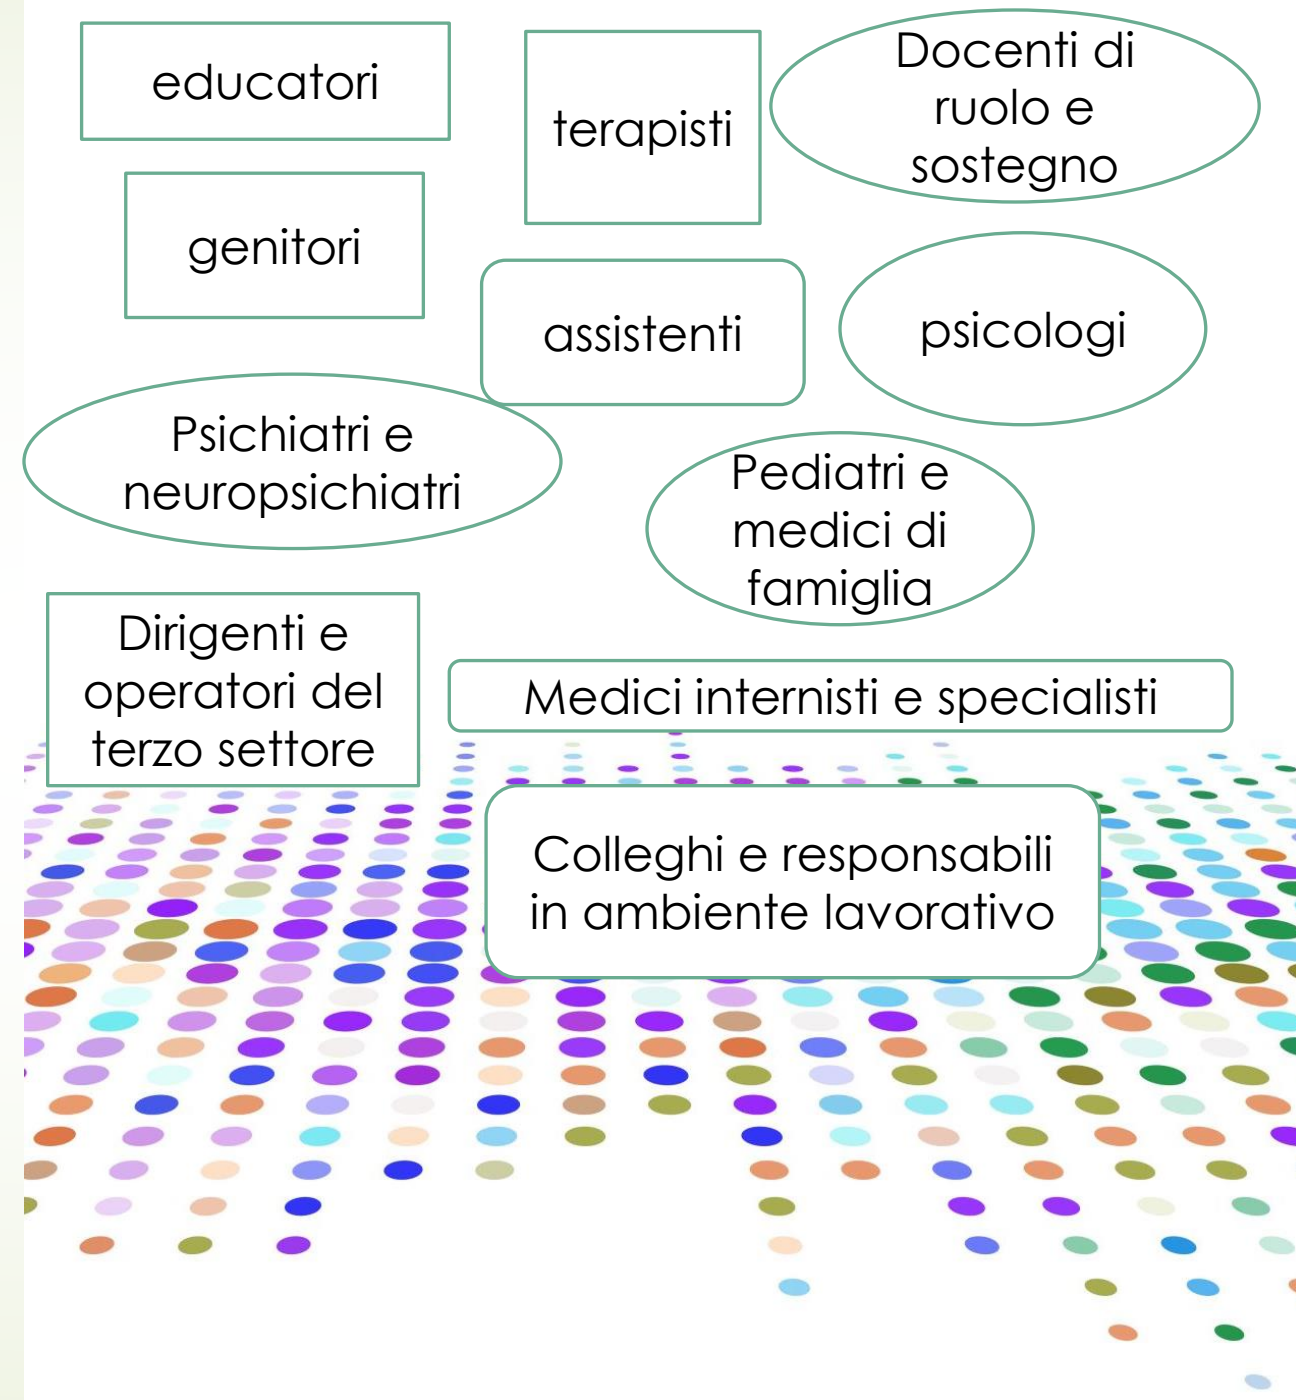 educatori
terapisti
Docenti di
ruolo e
sostegno
genitori
assistenti
psicologi
Psichiatri e
neuropsichiatri
Pediatri e
medici di
famiglia
Dirigenti e
operatori del
terzo settore
Medici internisti e specialisti
Colleghi e responsabili
in ambiente lavorativo